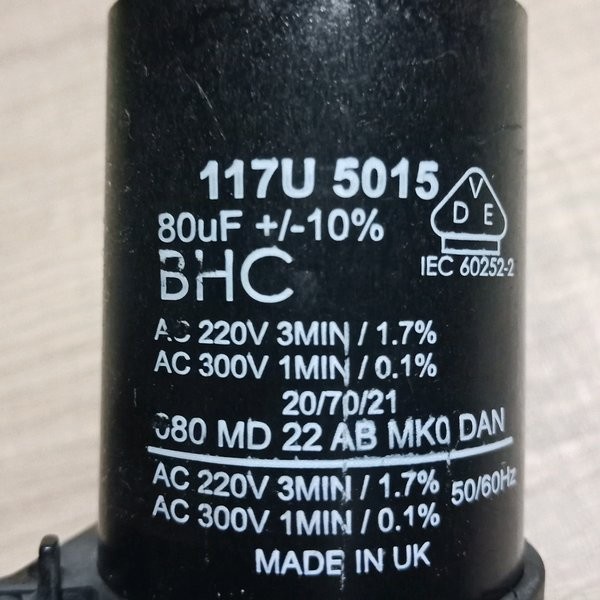 117U 5015
VDE
80uF +/-10%
BHC
IEC 60252-2
AC 220V 3MIN / 1.7%
AC 300V 1MIN / 0.1%
20/70/21
MD 22 AB MK0 DAN
AC 220V 3MIN / 1.7% 50/60Hz
AC 300V 1MIN / 0.1%
MADE IN UK